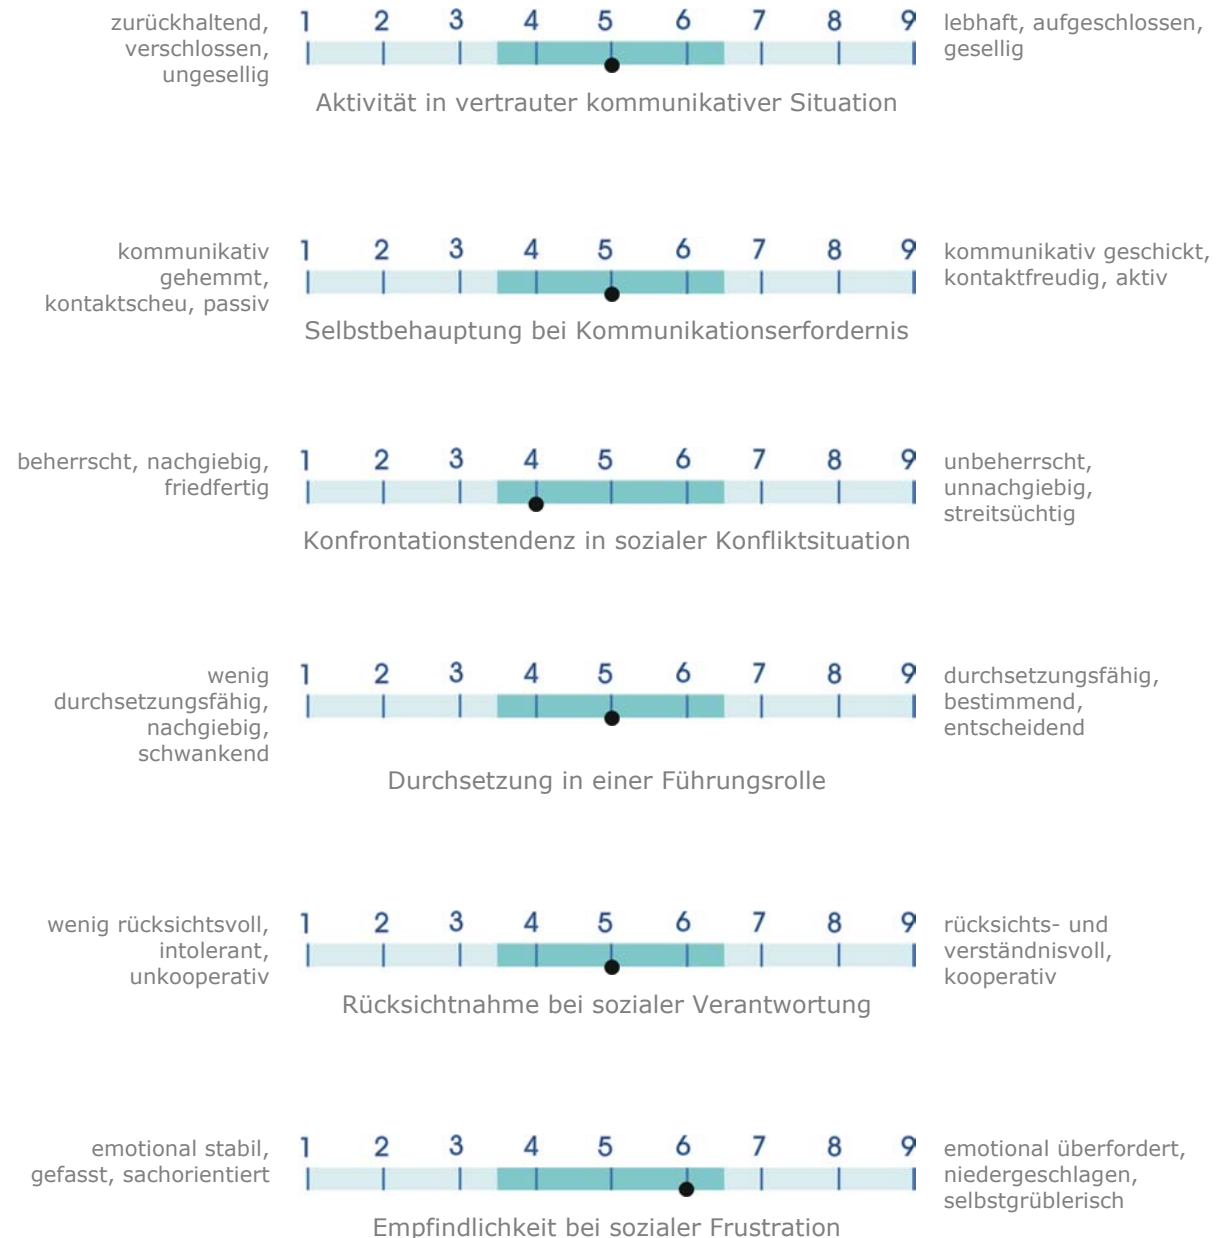 zurückhaltend,
verschlossen,
ungesellig
1 2 3 4 5 6 7 8 9
lebhaft, aufgeschlossen,
gesellig
Aktivität in vertrauter kommunikativer Situation
kommunikativ
gehemmt,
kontaktscheu, passiv
1 2 3 4 5 6 7 8 9
kommunikativ geschickt,
kontaktfreudig, aktiv
Selbstbehauptung bei Kommunikationserfordernis
beherrscht, nachgiebig,
friedfertig
1 2 3 4 5 6 7 8 9
unbeherrscht,
unnachgiebig,
streitsüchtig
Konfrontationstendenz in sozialer Konfliktsituation
wenig
durchsetzungsfähig,
nachgiebig,
schwankend
1 2 3 4 5 6 7 8 9
durchsetzungsfähig,
bestimmend,
entscheidend
Durchsetzung in einer Führungsrolle
wenig rücksichtsvoll,
intolerant,
unkooperativ
1 2 3 4 5 6 7 8 9
rücksichts- und
verständnisvoll,
kooperativ
Rücksichtnahme bei sozialer Verantwortung
emotional stabil,
gefasst, sachorientiert
1 2 3 4 5 6 7 8 9
emotional überfordert,
niedergeschlagen,
selbstgrüblerisch
Empfindlichkeit bei sozialer Frustration